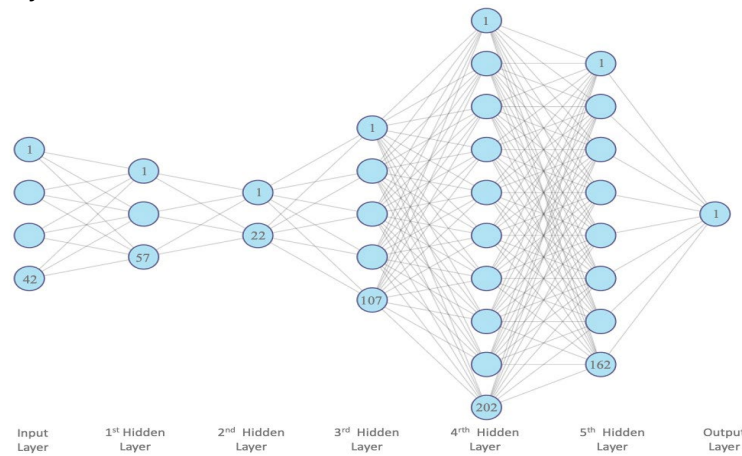 1
1
1
1
1
1
1
22
57
42
107
162
202
Input
Layer
1st Hidden
Layer
2nd Hidden
Layer
3rd Hidden
Layer
4rth Hidden
Layer
5th Hidden
Layer
Output
Layer